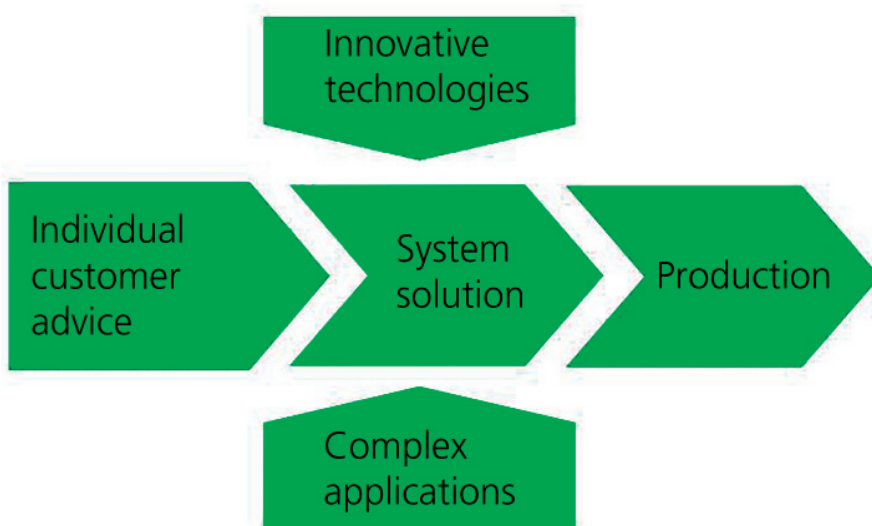 Innovative
technologies
Individual
customer
advice
System
solution
Production
Complex
applications